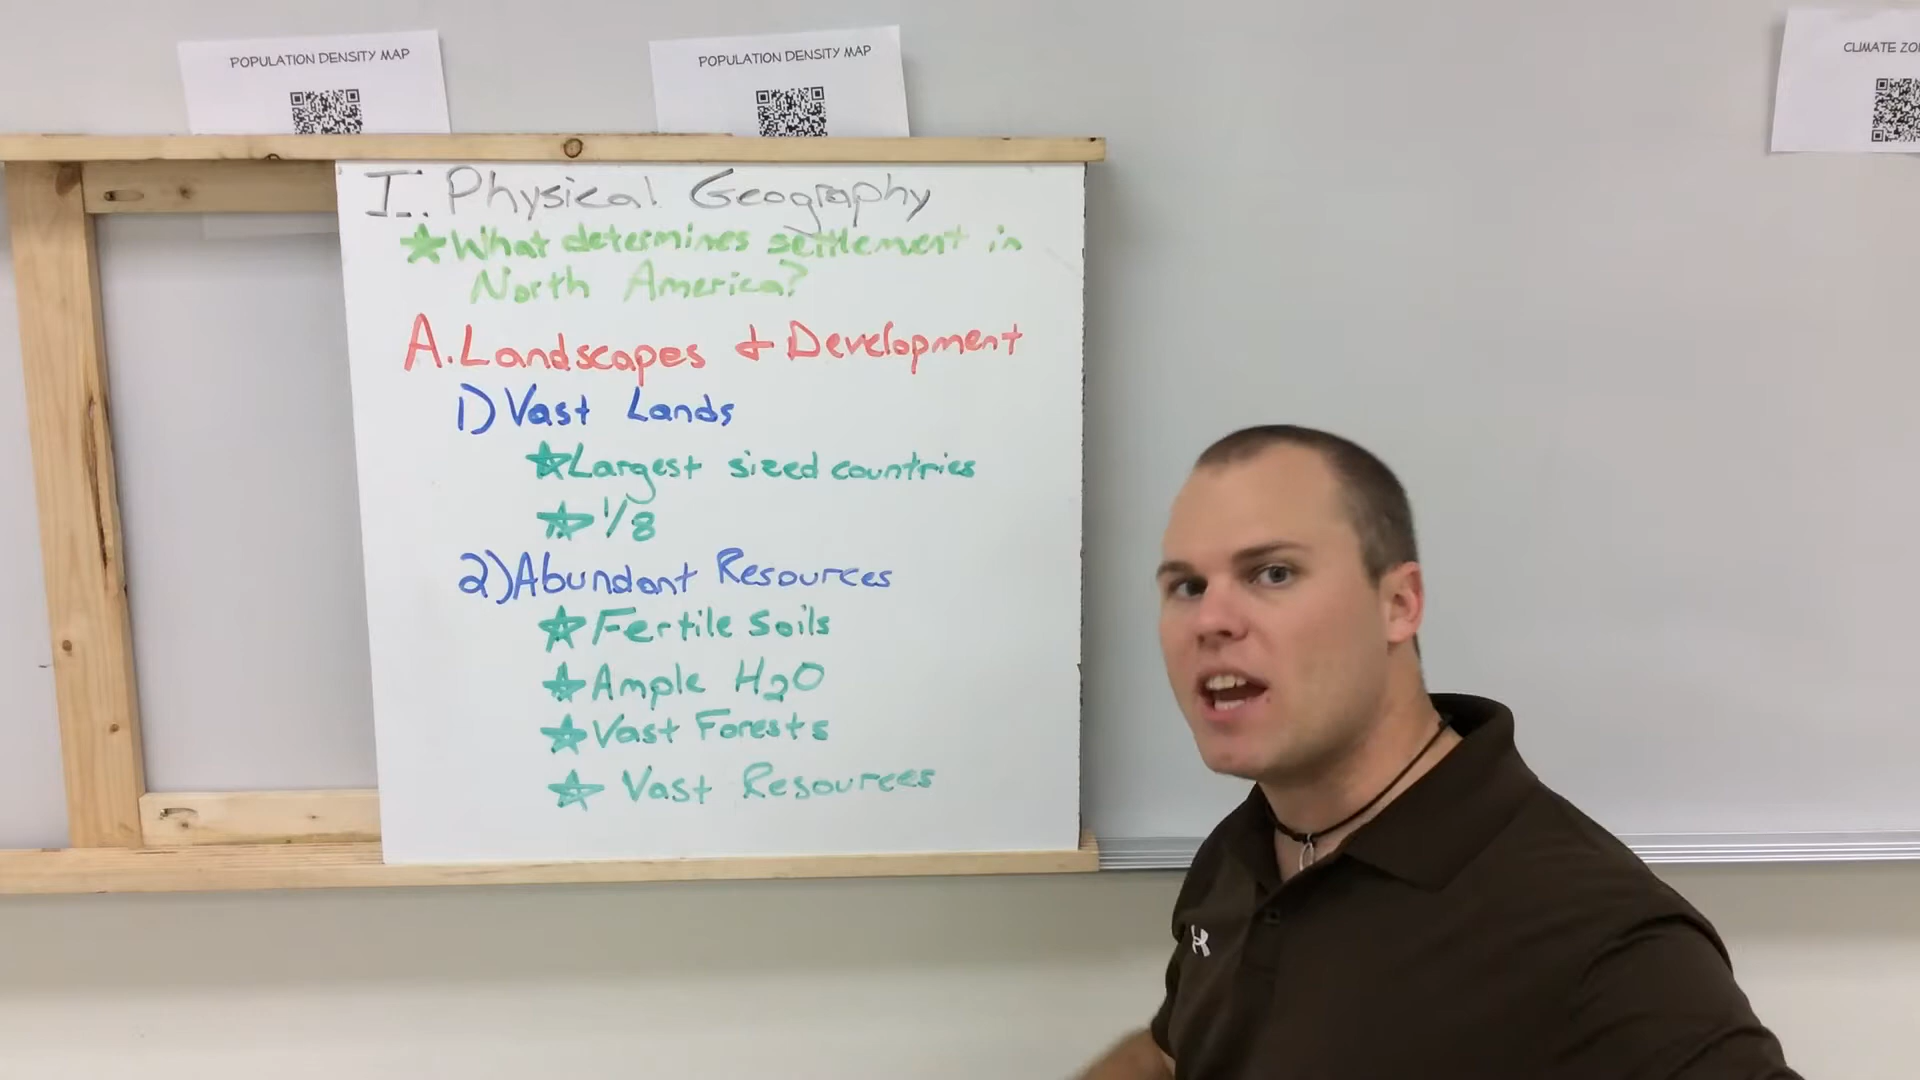 POPULATION DENSITY MAP
POPULATION DENSITY MAP
CLIMATE
I. Physical Geography
What determines settlement in
North America?
A. Landscapes & Development
1) Vast Lands
Largest sized countries
1/8
2) Abundant Resources
Fertile Soils
Ample H2O
Vast Forests
Vast Resources